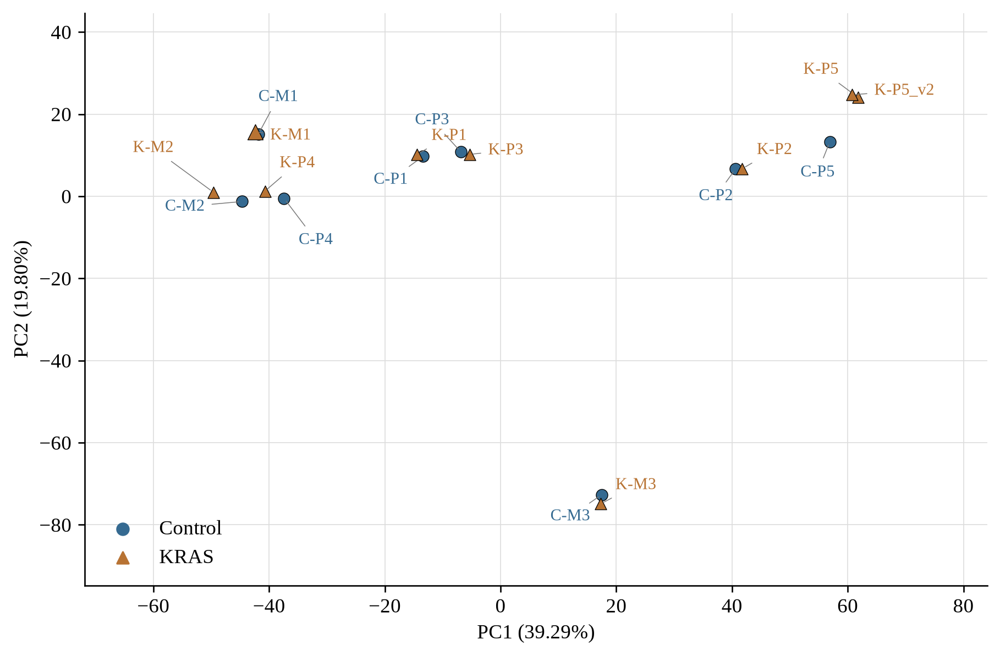 40
20
0
−20
−40
−60
−80
PC2 (19.80%)
K-P5
K-P5_v2
C-M1
C-P3
K-M1
K-P1
K-M2
K-P3
K-P2
K-P4
C-P5
C-P1
C-P2
C-M2
C-P4
K-M3
C-M3
Control
KRAS
−60 −40 −20 0 20 40 60 80
PC1 (39.29%)